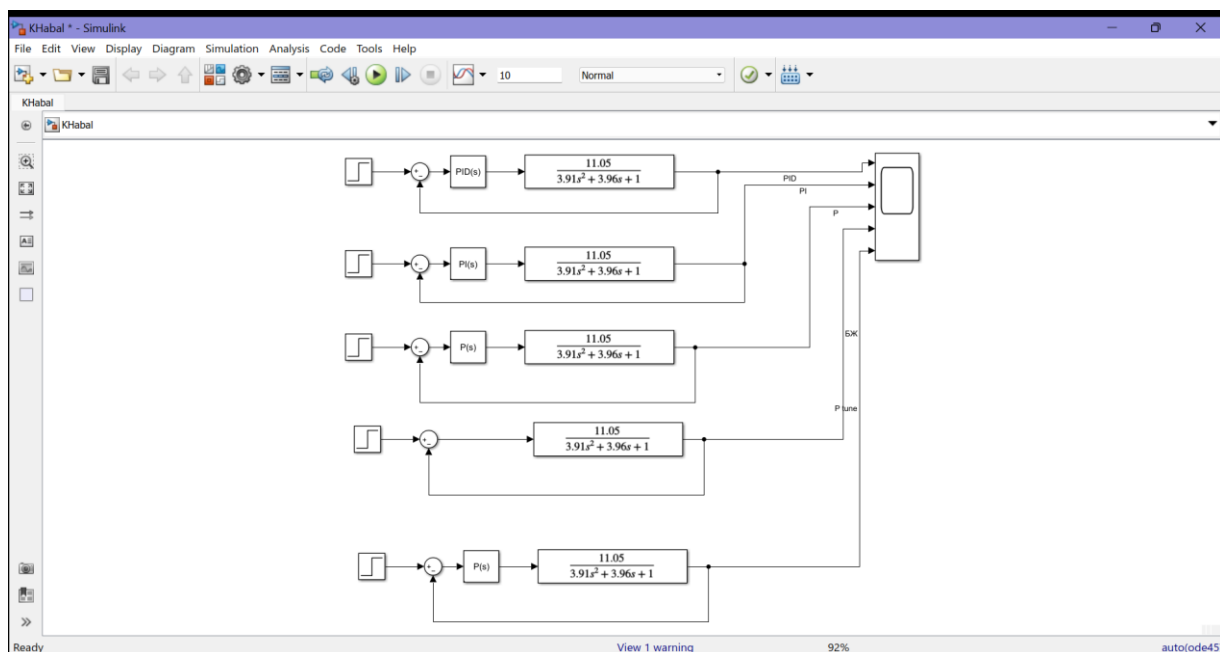 KHabal * - Simulink
File Edit View Display Diagram Simulation Analysis Code Tools Help
10
Normal
KHabal
KHabal
+
-
PID(s)
11.05
3.91s² + 3.96s + 1
PID
PI
P
+
-
PI(s)
11.05
3.91s² + 3.96s + 1
+
-
P(s)
11.05
3.91s² + 3.96s + 1
БЖ
P tune
+
-
11.05
3.91s² + 3.96s + 1
+
-
P(s)
11.05
3.91s² + 3.96s + 1
Ready
View 1 warning
92%
auto(ode45